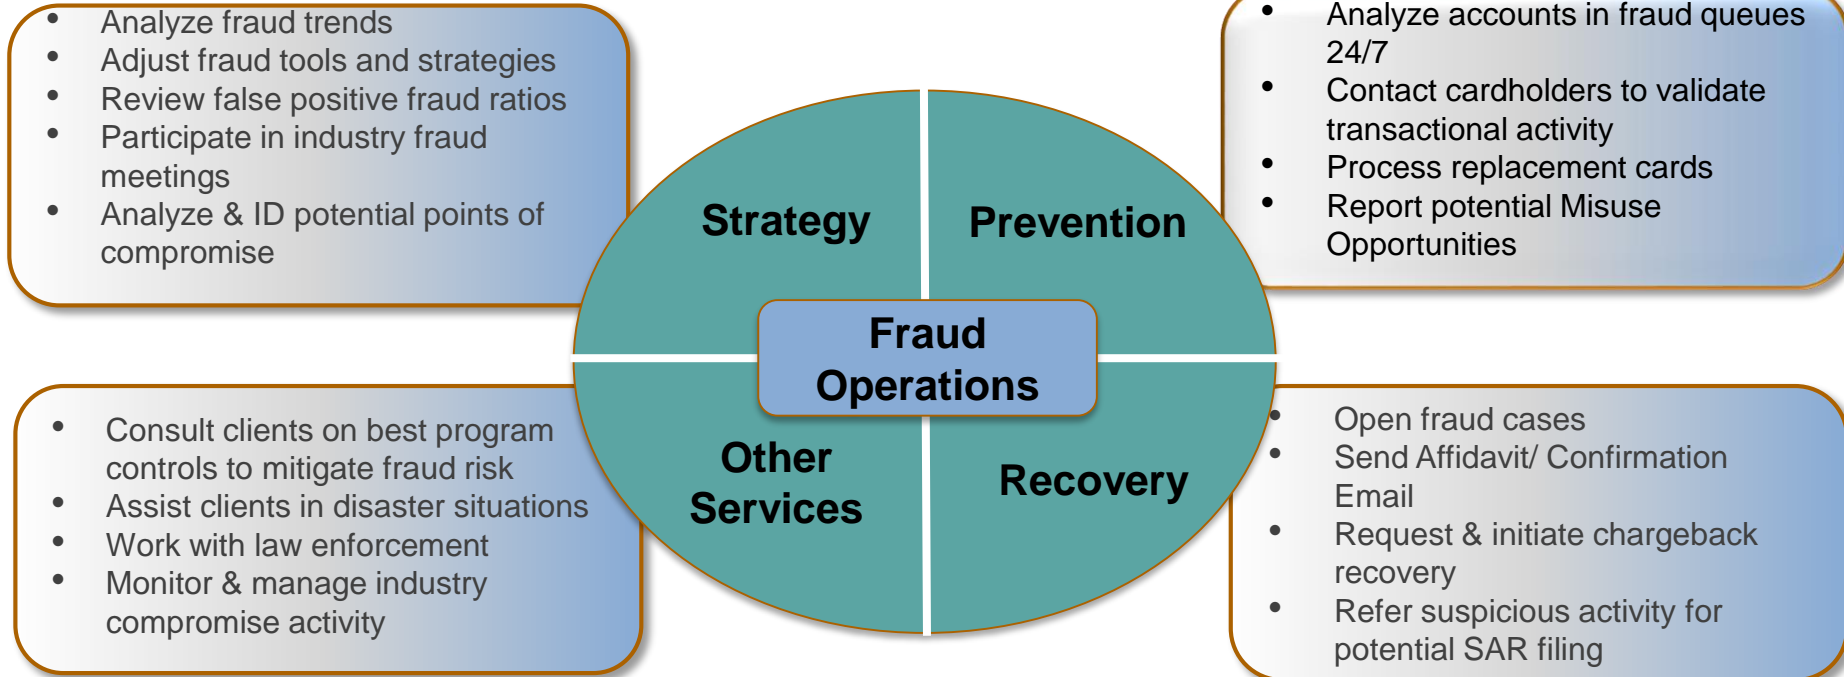 • Analyze fraud trends
• Adjust fraud tools and strategies
• Review false positive fraud ratios
• Participate in industry fraud
meetings
• Analyze & ID potential points of
compromise
• Analyze accounts in fraud queues
24/7
• Contact cardholders to validate
transactional activity
• Process replacement cards
• Report potential Misuse
Opportunities
Strategy
Prevention
Fraud
Operations
Other
Services
Recovery
• Consult clients on best program
controls to mitigate fraud risk
• Assist clients in disaster situations
• Work with law enforcement
• Monitor & manage industry
compromise activity
• Open fraud cases
• Send Affidavit/ Confirmation
Email
• Request & initiate chargeback
recovery
• Refer suspicious activity for
potential SAR filing